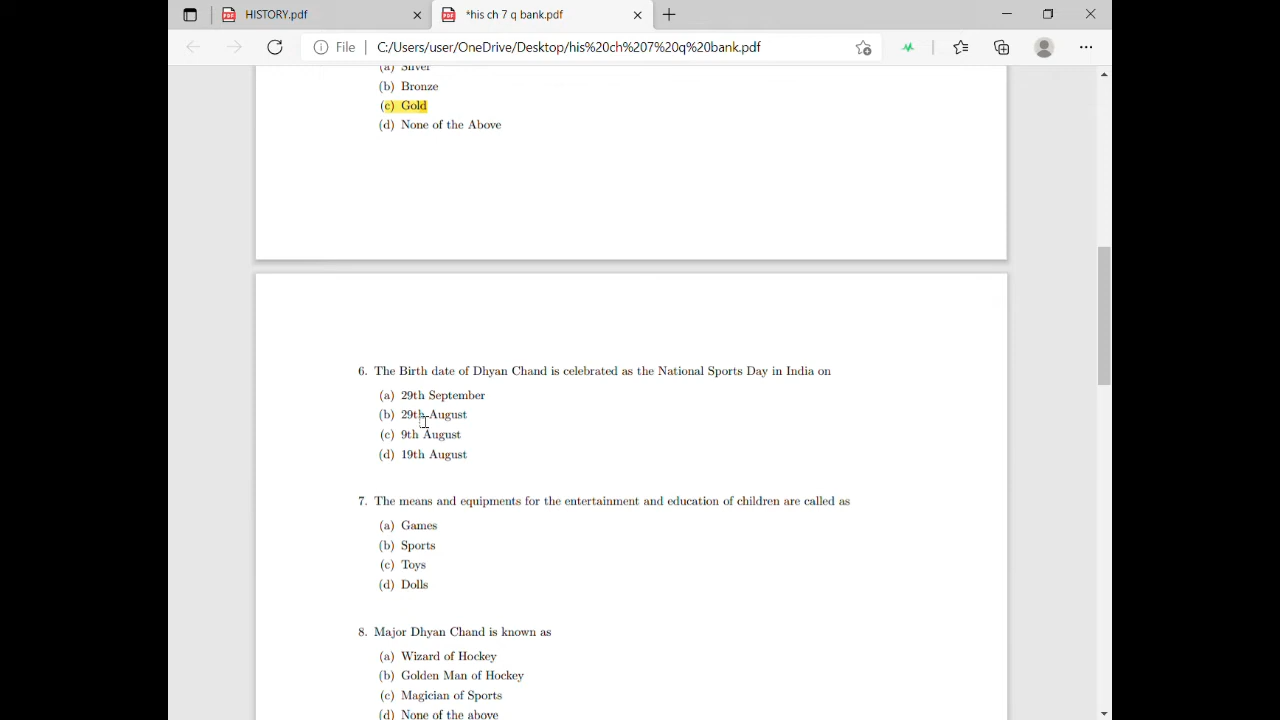 HISTORY.pdf
*his ch 7 q bank.pdf
File
C:/Users/user/OneDrive/Desktop/his%20ch%207%20q%20bank.pdf
(a) Silver
(b) Bronze
(c) Gold
(d) None of the Above
6. The Birth date of Dhyan Chand is celebrated as the National Sports Day in India on
(a) 29th September
(b) 29th August
(c) 9th August
(d) 19th August
7. The means and equipments for the entertainment and education of children are called as
(a) Games
(b) Sports
(c) Toys
(d) Dolls
8. Major Dhyan Chand is known as
(a) Wizard of Hockey
(b) Golden Man of Hockey
(c) Magician of Sports
(d) None of the above